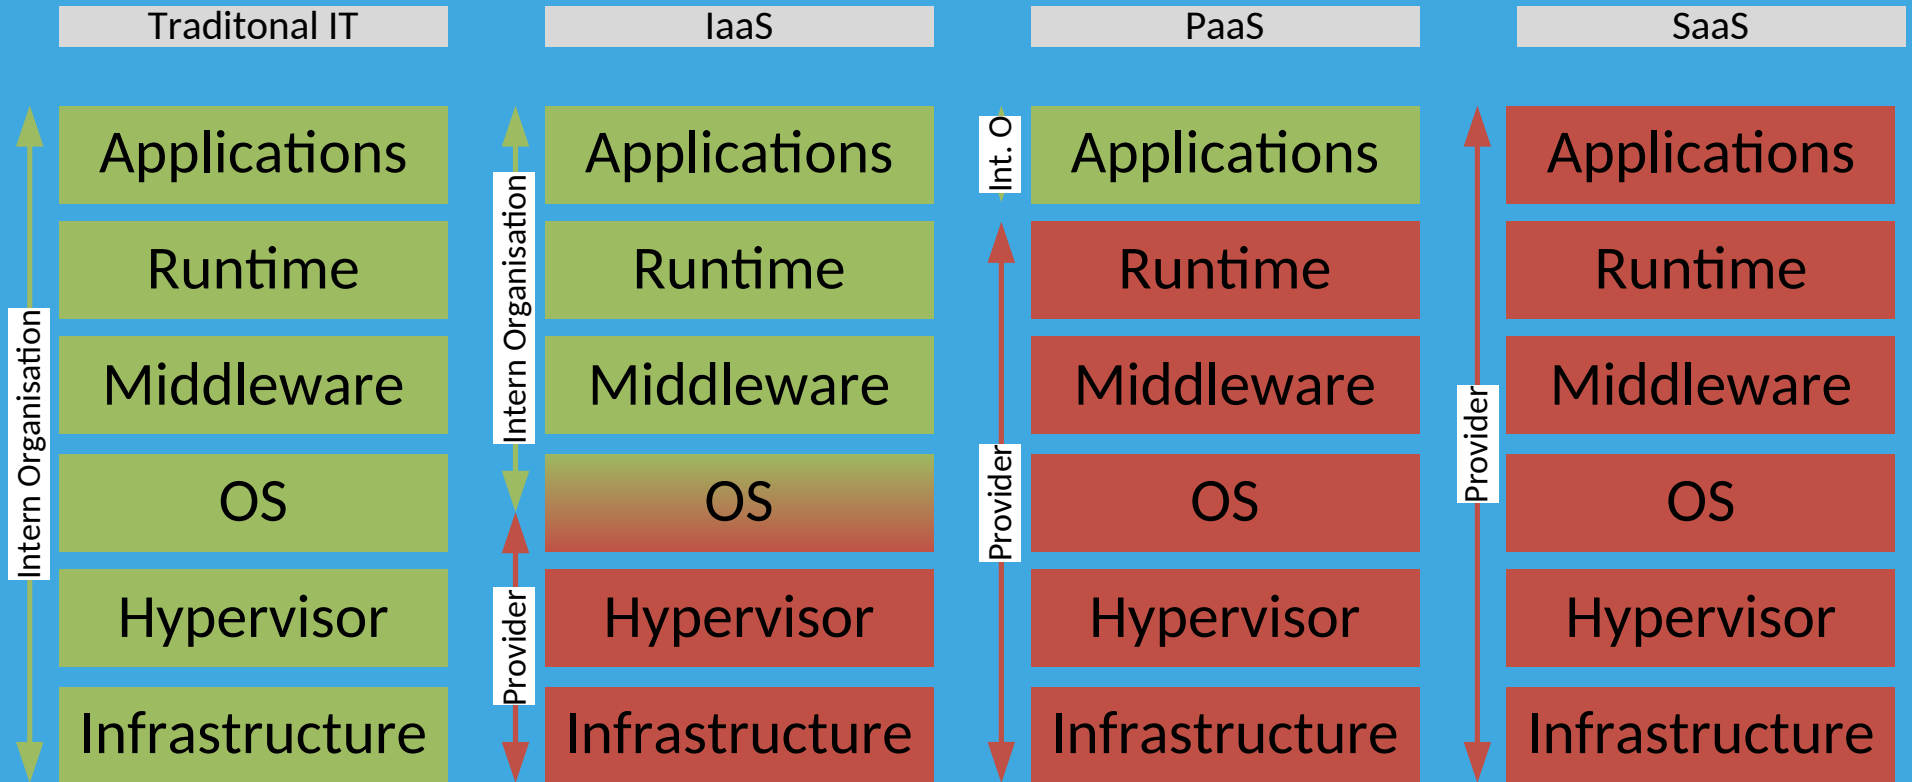 Traditonal IT
IaaS
PaaS
SaaS
Intern Organisation
Applications
Runtime
Middleware
OS
Hypervisor
Infrastructure
Intern Organisation
Provider
Applications
Runtime
Middleware
OS
Hypervisor
Infrastructure
Int. O
Provider
Applications
Runtime
Middleware
OS
Hypervisor
Infrastructure
Provider
Applications
Runtime
Middleware
OS
Hypervisor
Infrastructure